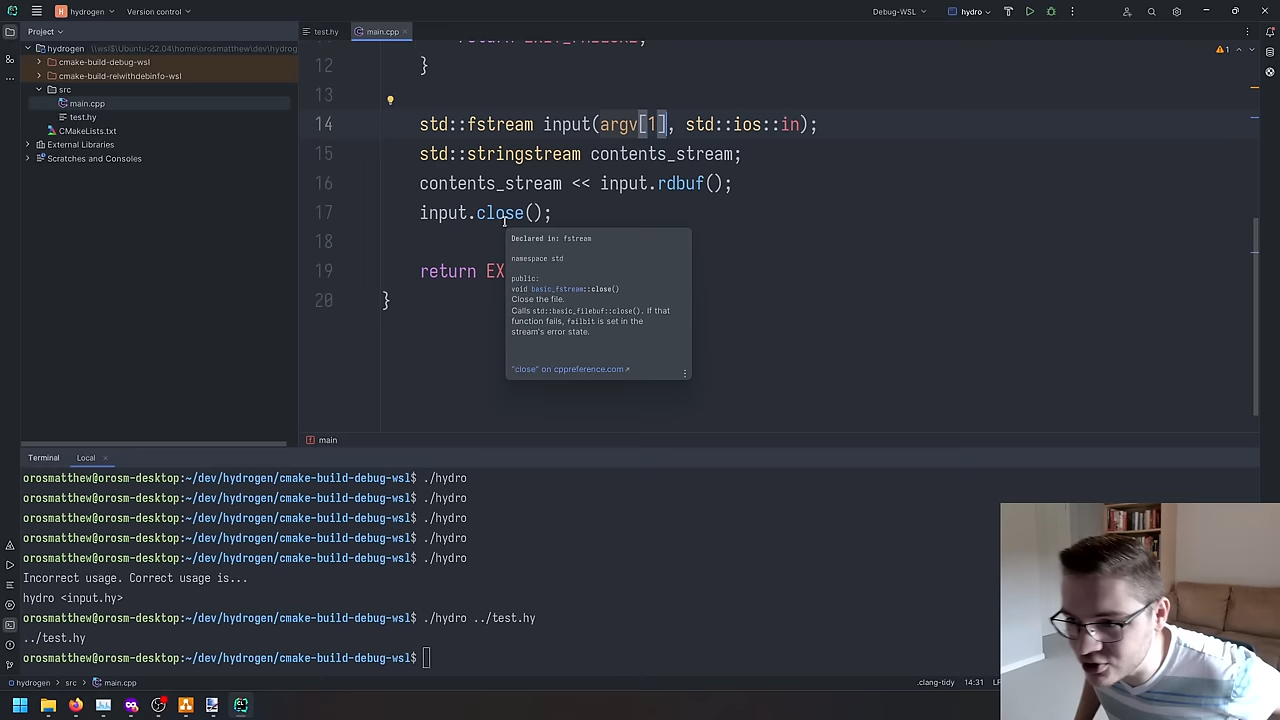 H hydrogen Version control Debug-WSL hydro
Project test.hy main.cpp
hydrogen \\wsl$\Ubuntu-22.04\home\orosmatthew\dev\hydrog
cmake-build-debug-wsl
cmake-build-relwithdebinfo-wsl
src
main.cpp
test.hy
CMakeLists.txt
External Libraries
Scratches and Consoles
1
12 }
13
14 std::fstream input(argv[1], std::ios::in);
15 std::stringstream contents_stream;
16 contents_stream << input.rdbuf();
17 input.close();
18
19 return EX
20 }
Declared in: fstream
namespace std
public:
void basic_fstream::close()
Close the file.
Calls std::basic_filebuf::close(). If that
function fails, failbit is set in the
stream's error state.
"close" on cppreference.com
f main
Terminal Local
orosmatthew@orosm-desktop:~/dev/hydrogen/cmake-build-debug-wsl$ ./hydro
orosmatthew@orosm-desktop:~/dev/hydrogen/cmake-build-debug-wsl$ ./hydro
orosmatthew@orosm-desktop:~/dev/hydrogen/cmake-build-debug-wsl$ ./hydro
orosmatthew@orosm-desktop:~/dev/hydrogen/cmake-build-debug-wsl$ ./hydro
orosmatthew@orosm-desktop:~/dev/hydrogen/cmake-build-debug-wsl$ ./hydro
Incorrect usage. Correct usage is...
hydro <input.hy>
orosmatthew@orosm-desktop:~/dev/hydrogen/cmake-build-debug-wsl$ ./hydro ../test.hy
../test.hy
orosmatthew@orosm-desktop:~/dev/hydrogen/cmake-build-debug-wsl$
hydrogen > src > main.cpp .clang-tidy 14:31